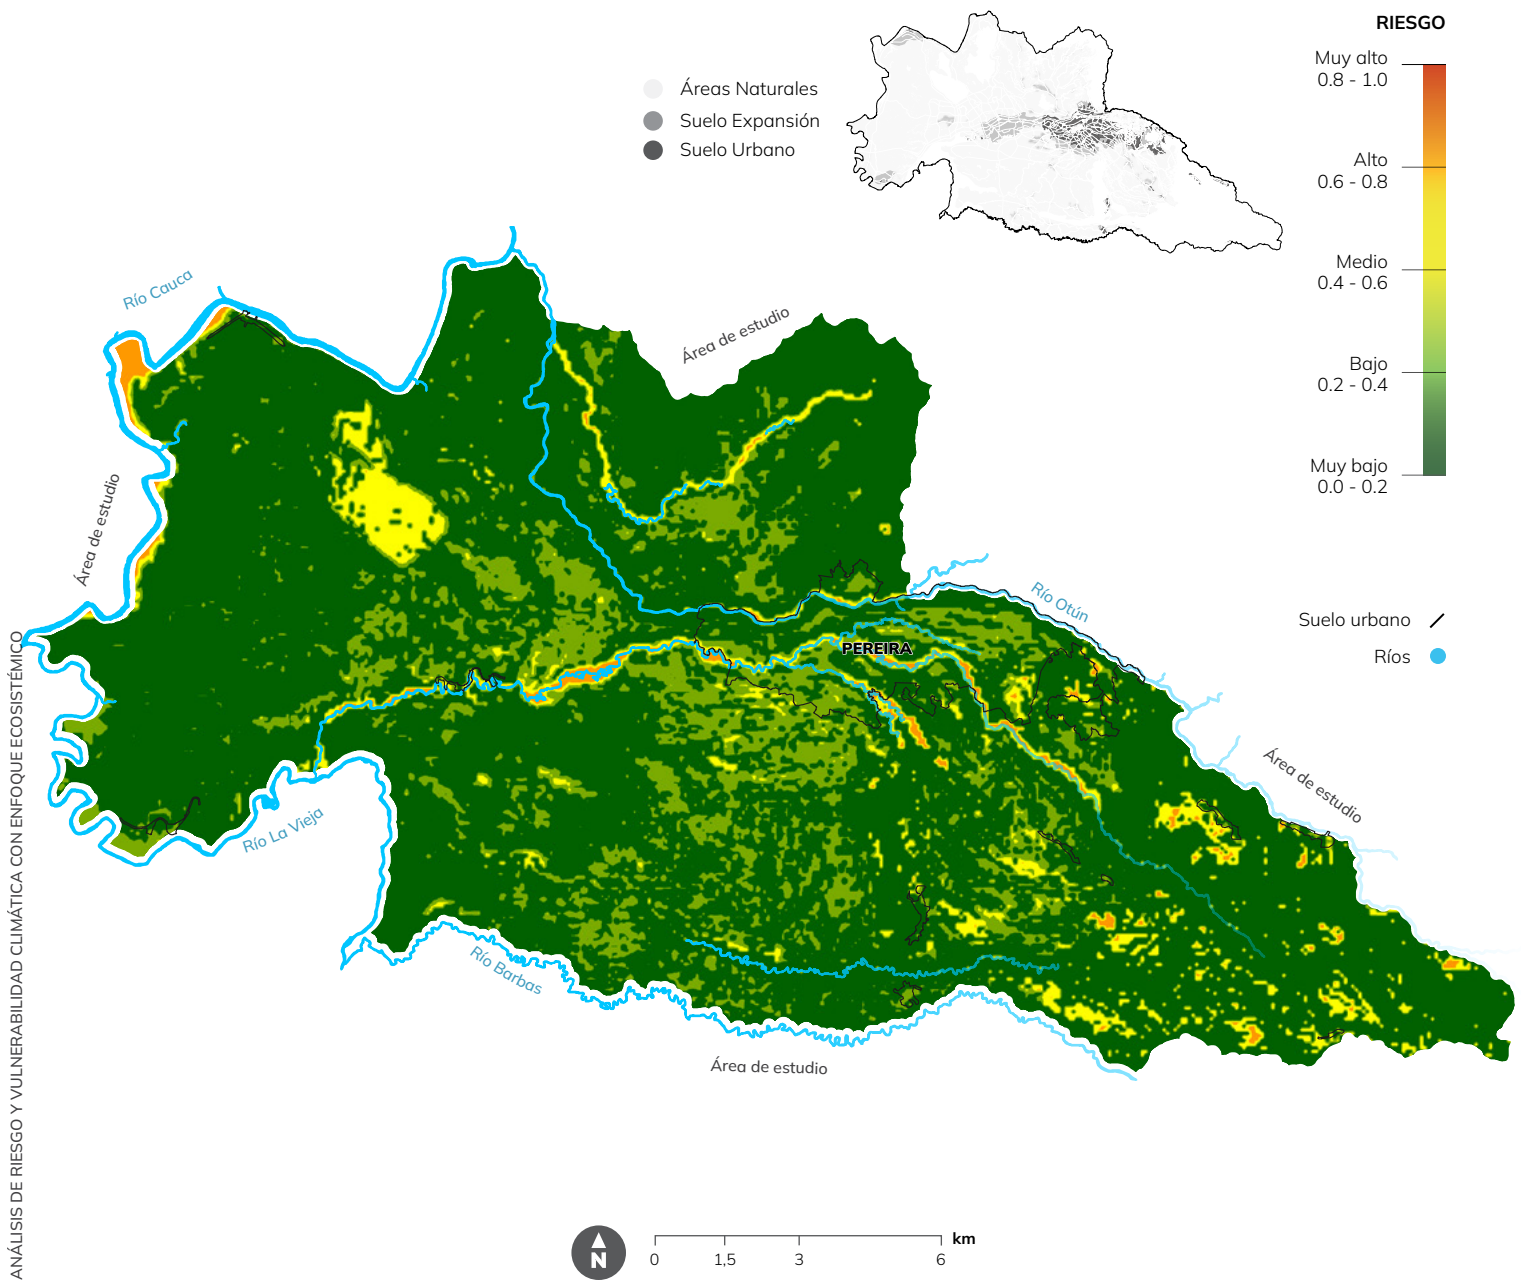 RIESGO
Muy alto
0.8 - 1.0
Alto
0.6 - 0.8
Medio
0.4 - 0.6
Bajo
0.2 - 0.4
Muy bajo
0.0 - 0.2
Áreas Naturales
Suelo Expansión
Suelo Urbano
Río Cauca
Área de estudio
Área de estudio
Río Otún
Suelo urbano
Ríos
PEREIRA
Área de estudio
Río La Vieja
Río Barbas
Área de estudio
ANÁLISIS DE RIESGO Y VULNERABILIDAD CLIMÁTICA CON ENFOQUE ECOSISTÉMICO
N
km
0 1,5 3 6